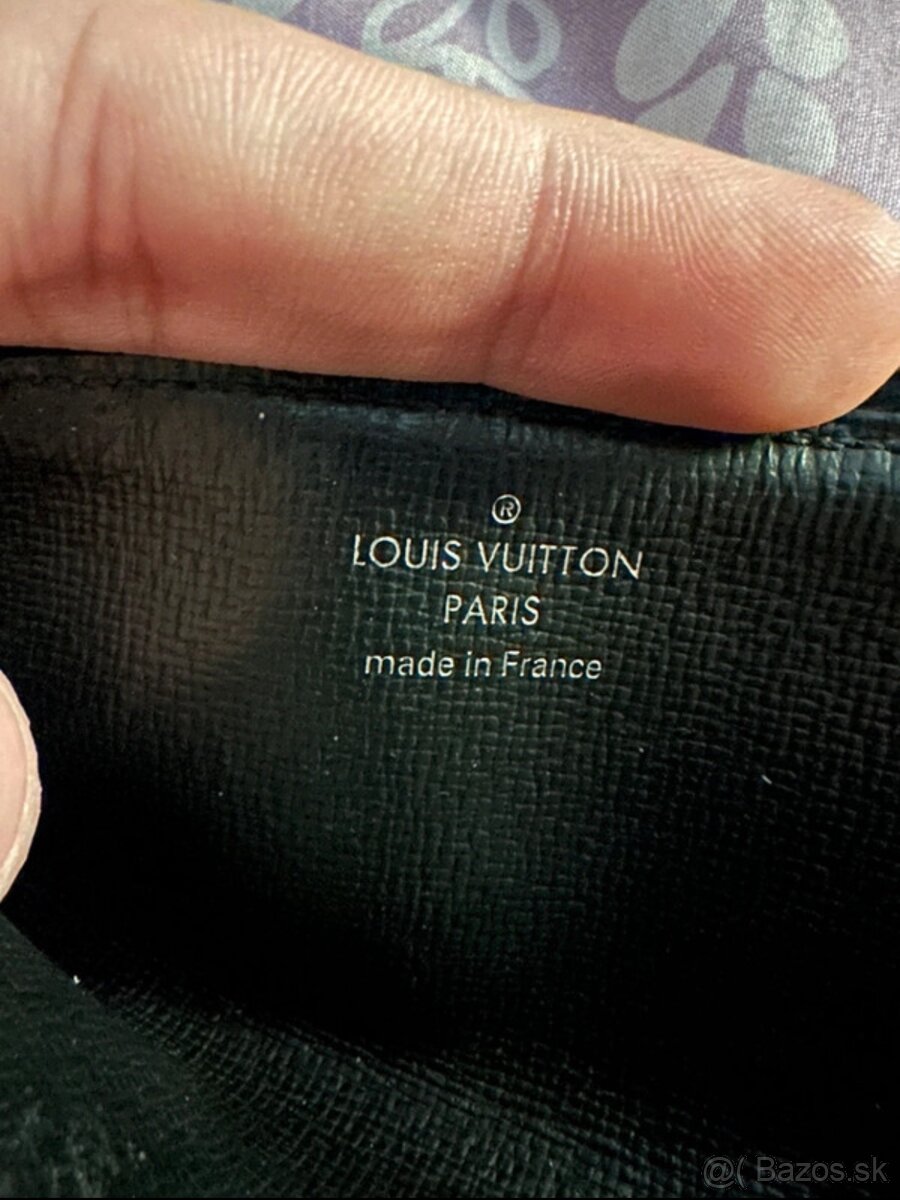 ®
LOUIS VUITTON
PARIS
made in France
@( Bazos.sk